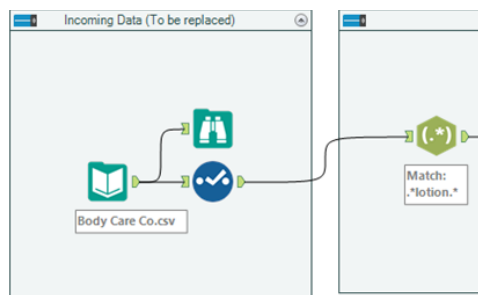 Incoming Data (To be replaced)
(.*)
Body Care Co.csv
Match:
.*lotion.*